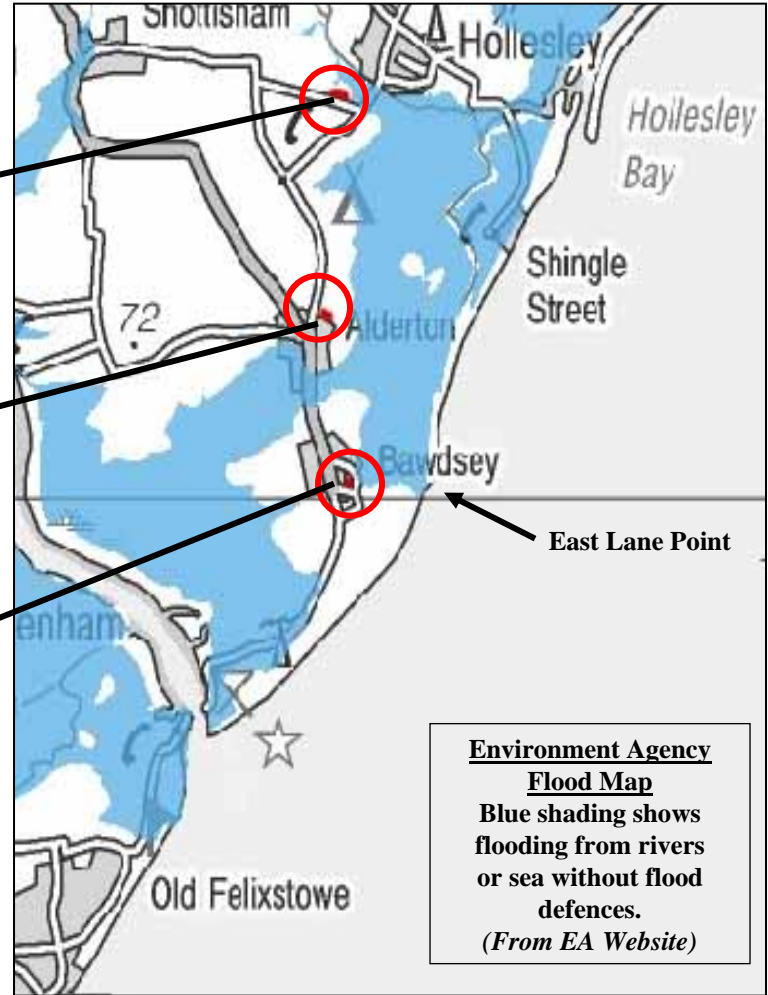 Shottisham
Hollesley
Hollesley
Bay
Shingle
Street
72
Alderton
Bawdsey
East Lane Point
enham
Environment Agency
Flood Map
Blue shading shows
flooding from rivers
or sea without flood
defences.
(From EA Website)
Old Felixstowe